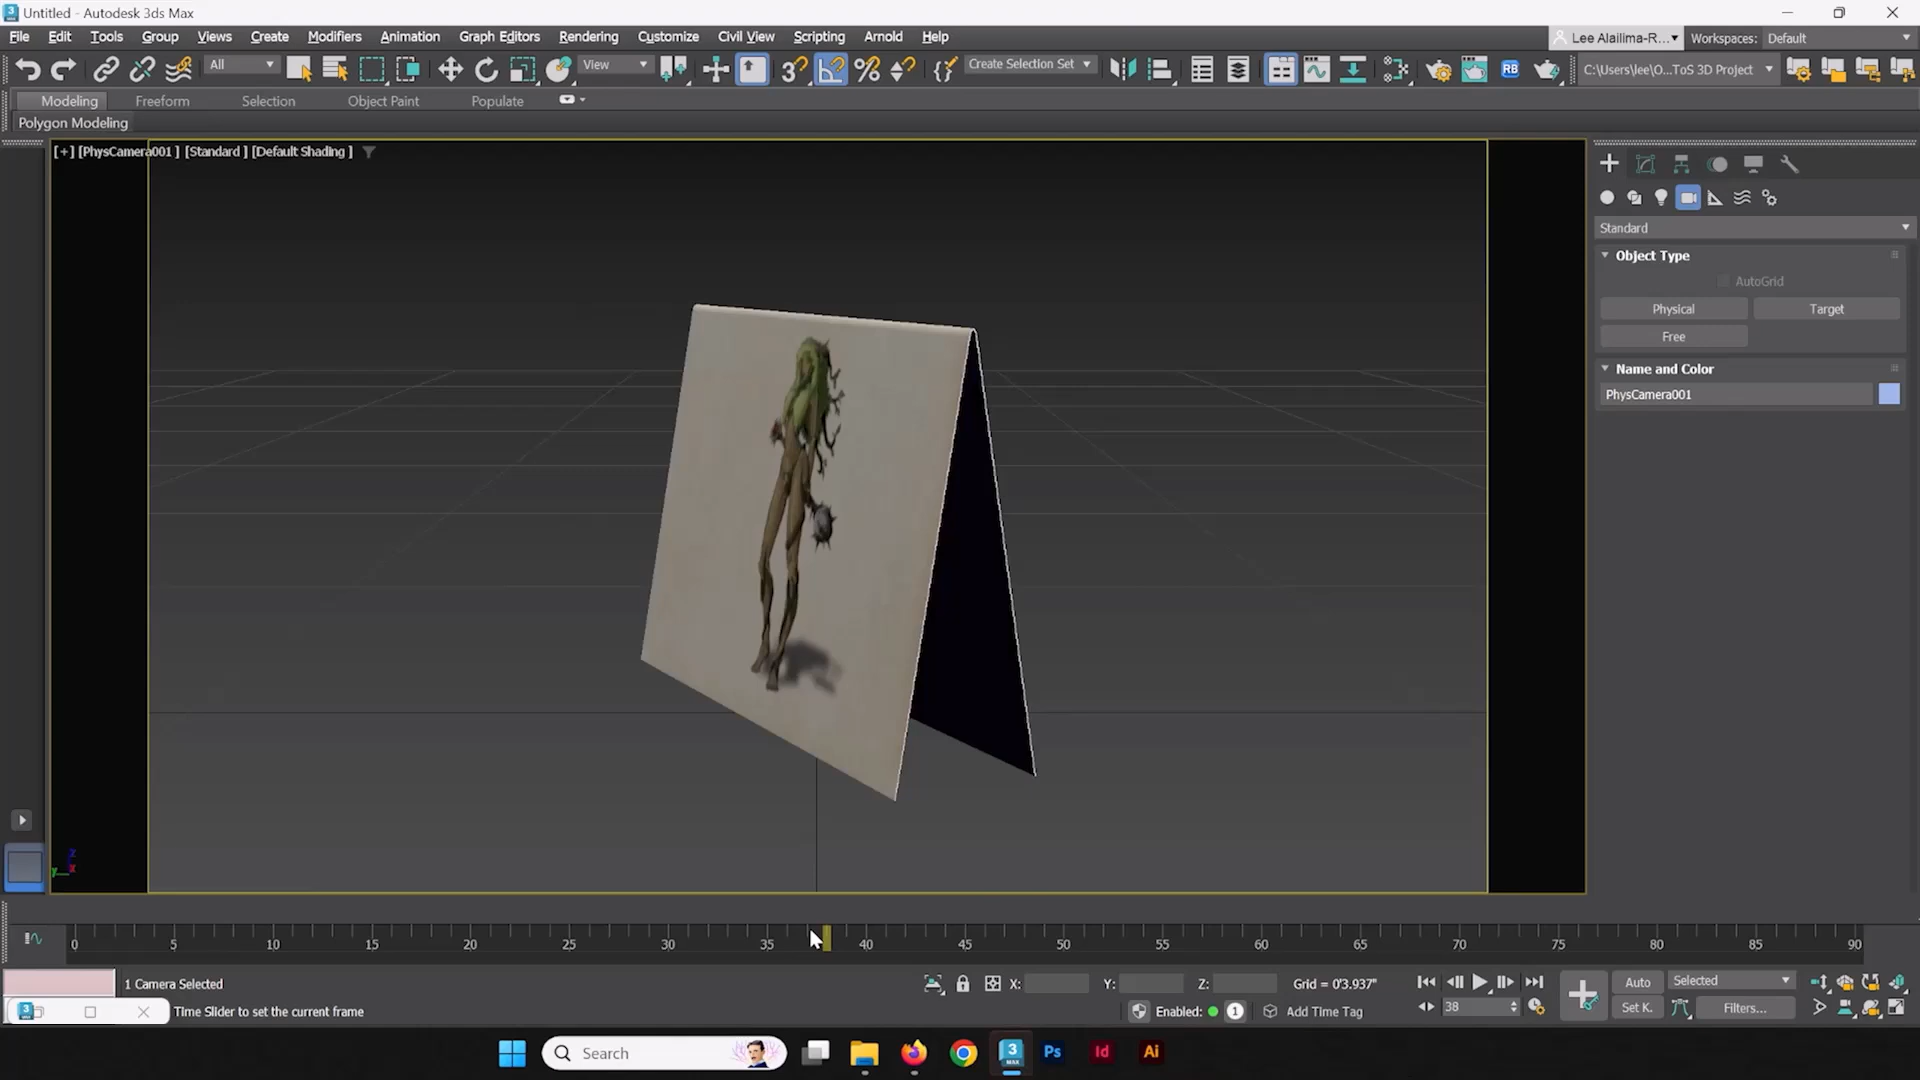 Untitled - Autodesk 3ds Max
File Edit Tools Group Views Create Modifiers Animation Graph Editors Rendering Customize Civil View Scripting Arnold Help
Lee Alailima-R... Workspaces: Default
All View Create Selection Set RB C:\Users\lee\O...ToS 3D Project
Modeling Freeform Selection Object Paint Populate
Polygon Modeling
[+] [PhysCamera001 ] [Standard ] [Default Shading ]
Standard
Object Type
AutoGrid
Physical Target
Free
Name and Color
PhysCamera001
z
y x
0 5 10 15 20 25 30 35 40 45 50 55 60 65 70 75 80 85 90
1 Camera Selected X: Y: Z: Grid = 0'3.937" Auto Selected
Time Slider to set the current frame Enabled: 1 Add Time Tag 38 Set K. Filters...
Search 3 MAX Ps Id Ai